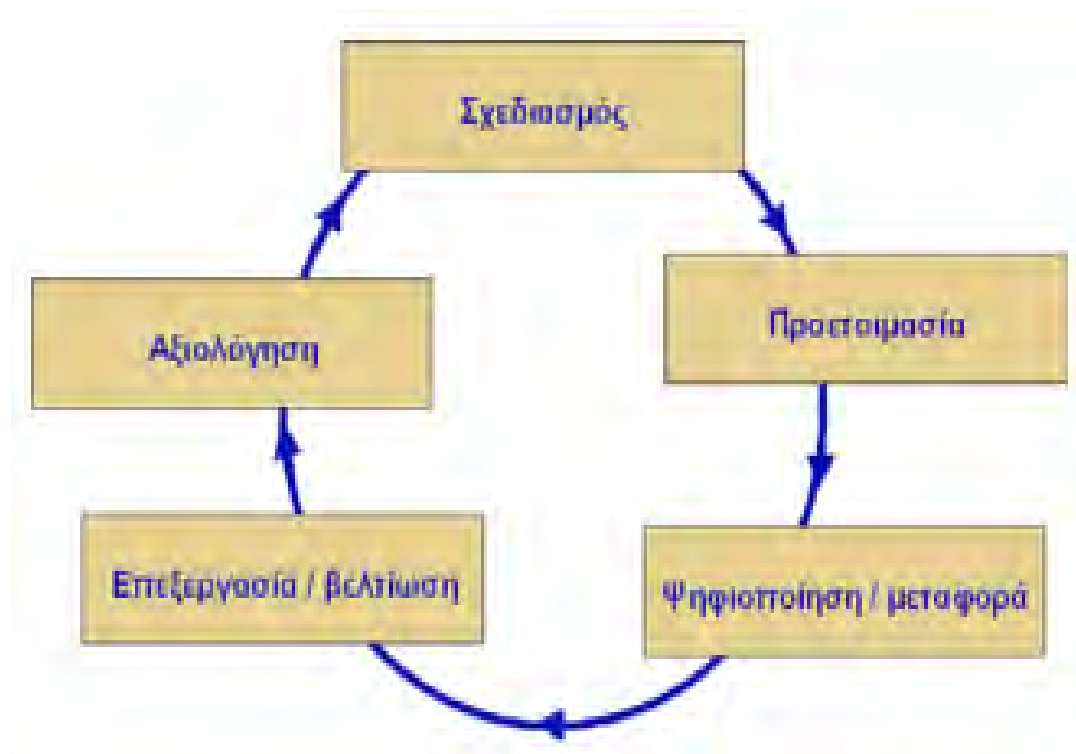 Σχεδιασμός
Προετοιμασία
Ψηφιοποίηση / μεταφορά
Επεξεργασία / βελτίωση
Αξιολόγηση